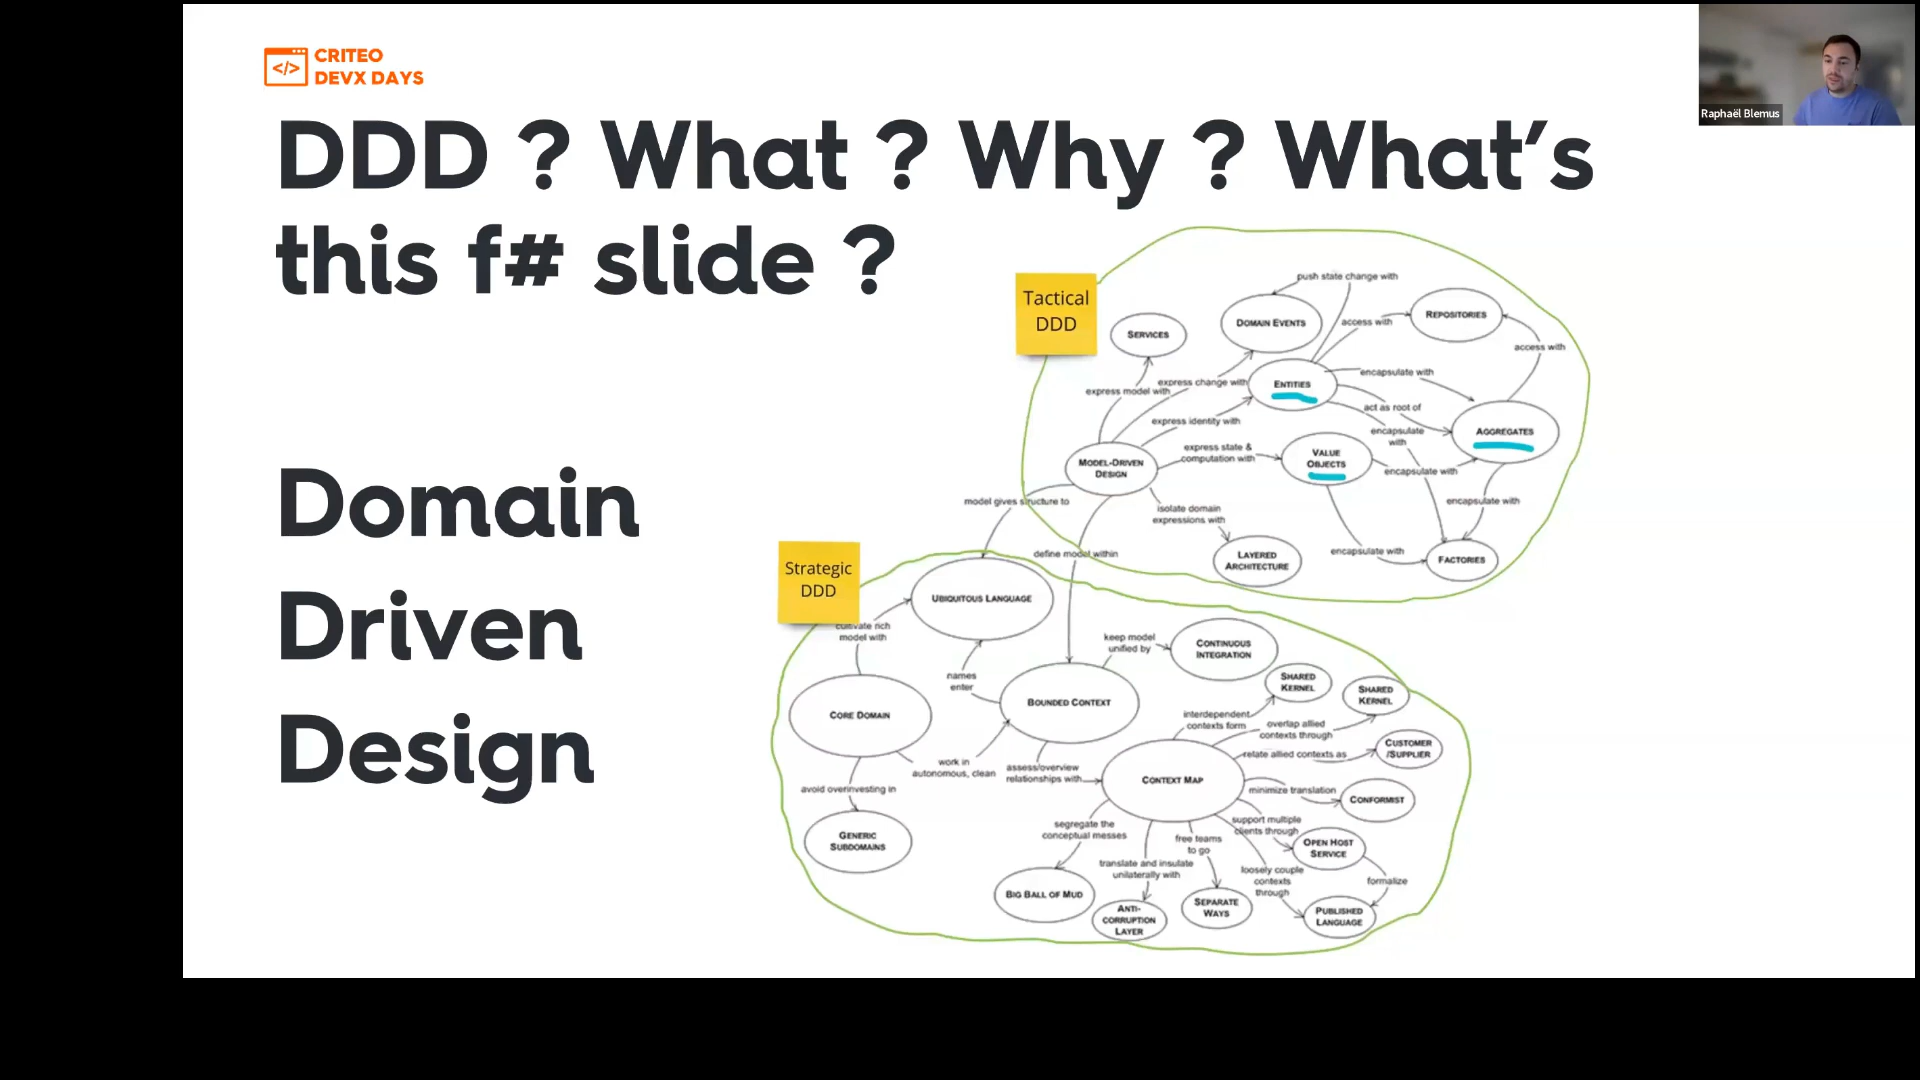 CRITEO
DEVX DAYS
Raphaël Blemus
DDD ? What ? Why ? What's
this f# slide ?
Domain
Driven
Design
Tactical
DDD
push state change with
SERVICES
DOMAIN EVENTS
access with
REPOSITORIES
access with
express model with
express change with
ENTITIES
encapsulate with
act as root of
express identity with
encapsulate
with
AGGREGATES
MODEL-DRIVEN
DESIGN
express state &
computation with
VALUE
OBJECTS
encapsulate with
model gives structure to
isolate domain
expressions with
encapsulate with
define model within
LAYERED
ARCHITECTURE
encapsulate with
FACTORIES
Strategic
DDD
UBIQUITOUS LANGUAGE
cultivate rich
model with
names
enter
keep model
unified by
CONTINUOUS
INTEGRATION
CORE DOMAIN
BOUNDED CONTEXT
SHARED
KERNEL
SHARED
KERNEL
interdependent
contexts form
overlap allied
contexts through
work in
autonomous, clean
assess/overview
relationships with
CONTEXT MAP
relate allied contexts as
CUSTOMER
/SUPPLIER
avoid overinvesting in
minimize translation
CONFORMIST
GENERIC
SUBDOMAINS
segregate the
conceptual messes
free teams
to go
support multiple
clients through
OPEN HOST
SERVICE
translate and insulate
unilaterally with
loosely couple
contexts
through
formalize
BIG BALL OF MUD
ANTI-
CORRUPTION
LAYER
SEPARATE
WAYS
PUBLISHED
LANGUAGE